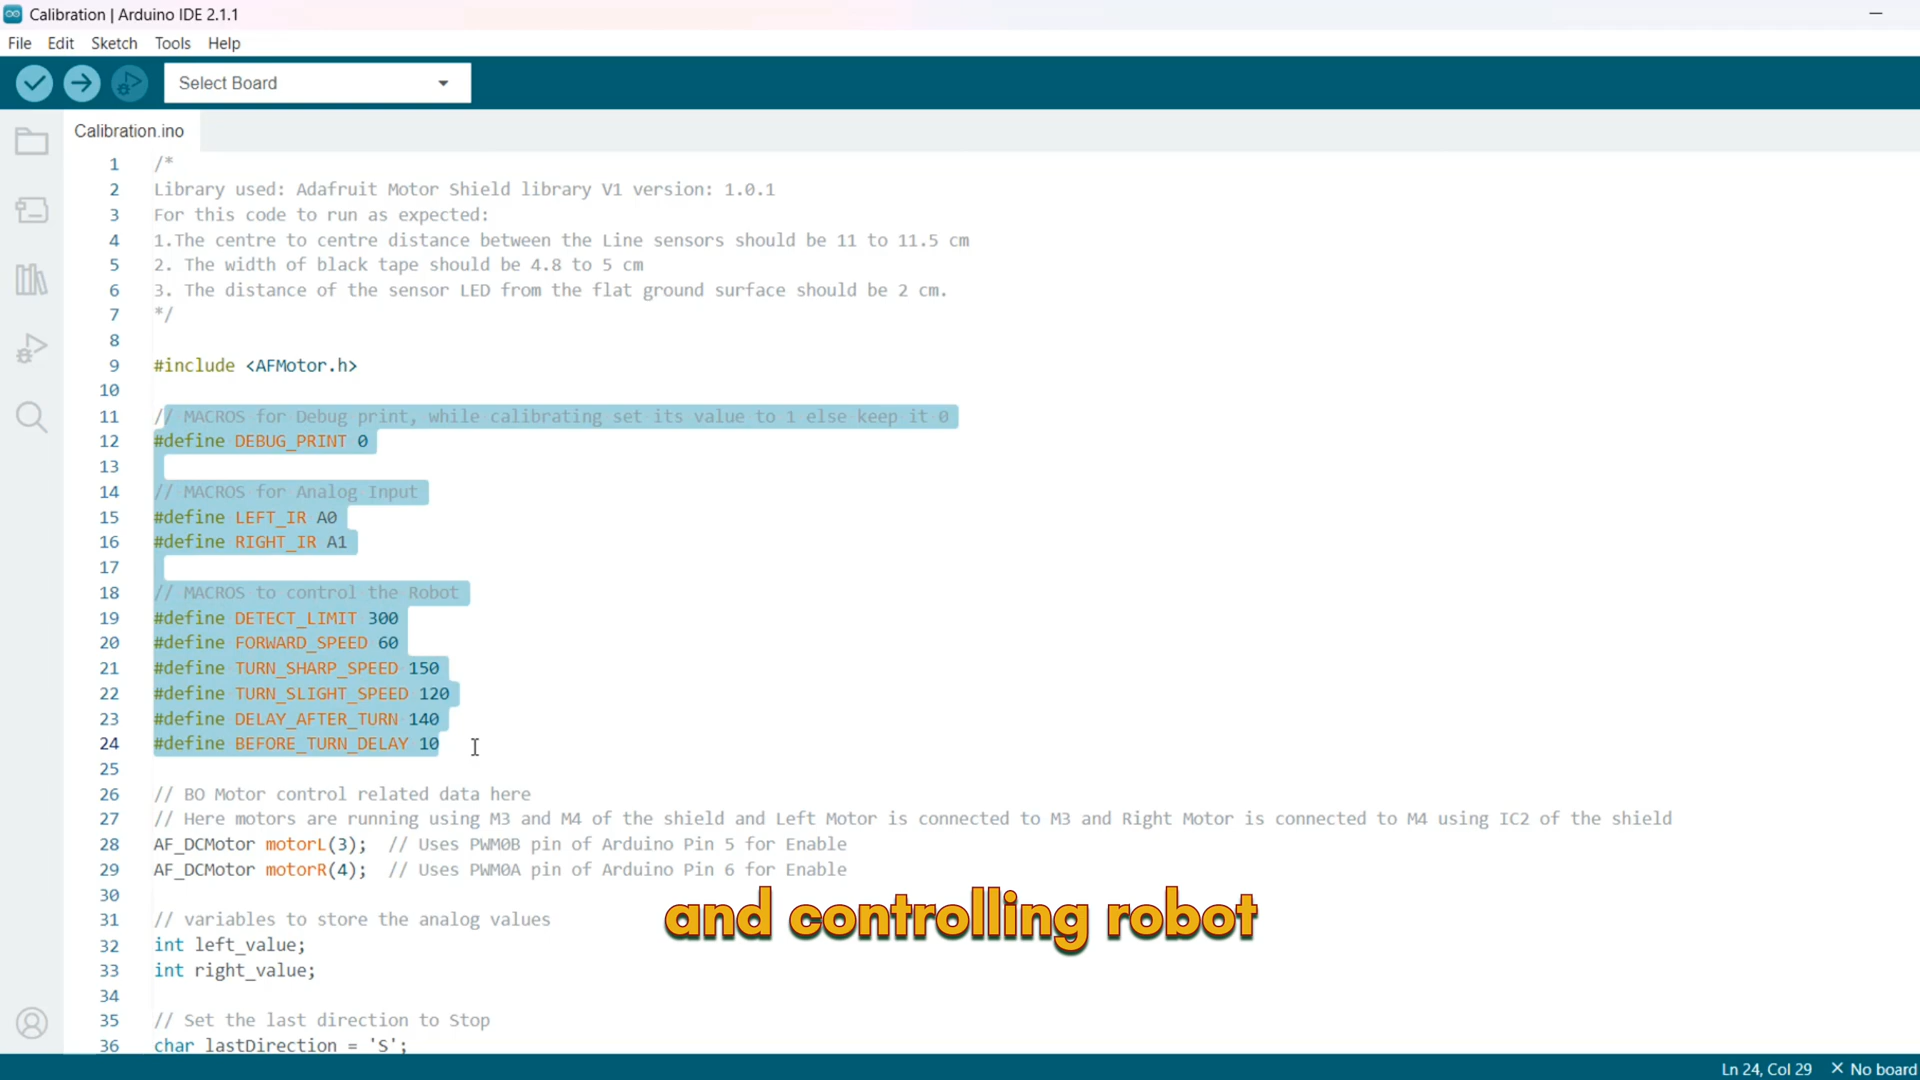 Calibration | Arduino IDE 2.1.1
File Edit Sketch Tools Help
Select Board
Calibration.ino
1 /*
2 Library used: Adafruit Motor Shield library V1 version: 1.0.1
3 For this code to run as expected:
4 1.The centre to centre distance between the Line sensors should be 11 to 11.5 cm
5 2. The width of black tape should be 4.8 to 5 cm
6 3. The distance of the sensor LED from the flat ground surface should be 2 cm.
7 */
8
9 #include <AFMotor.h>
10
11 // MACROS for Debug print, while calibrating set its value to 1 else keep it 0
12 #define DEBUG_PRINT 0
13
14 // MACROS for Analog Input
15 #define LEFT_IR A0
16 #define RIGHT_IR A1
17
18 // MACROS to control the Robot
19 #define DETECT_LIMIT 300
20 #define FORWARD_SPEED 60
21 #define TURN_SHARP_SPEED 150
22 #define TURN_SLIGHT_SPEED 120
23 #define DELAY_AFTER_TURN 140
24 #define BEFORE_TURN_DELAY 10
25
26 // BO Motor control related data here
27 // Here motors are running using M3 and M4 of the shield and Left Motor is connected to M3 and Right Motor is connected to M4 using IC2 of the shield
28 AF_DCMotor motorL(3); // Uses PWM0B pin of Arduino Pin 5 for Enable
29 AF_DCMotor motorR(4); // Uses PWM0A pin of Arduino Pin 6 for Enable
30
31 // variables to store the analog values
32 int left_value;
33 int right_value;
34
35 // Set the last direction to Stop
36 char lastDirection = 'S';
and controlling robot
Ln 24, Col 29 × No board